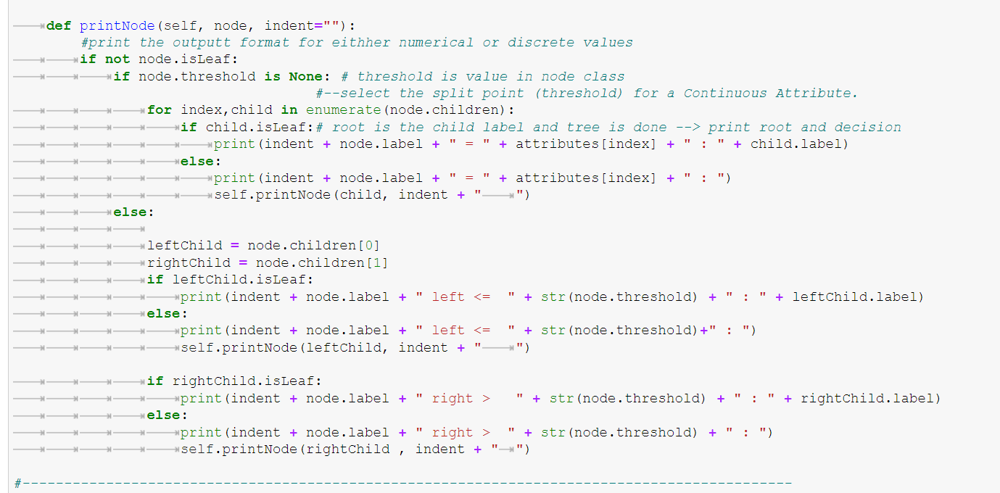 def printNode(self, node, indent=""):
#print the outputt format for eithher numerical or discrete values
if not node.isLeaf:
if node.threshold is None: # threshold is value in node class
#--select the split point (threshold) for a Continuous Attribute.
for index,child in enumerate(node.children):
if child.isLeaf:# root is the child label and tree is done --> print root and decision
print(indent + node.label + " = " + attributes[index] + " : " + child.label)
else:
print(indent + node.label + " = " + attributes[index] + " : ")
self.printNode(child, indent + "	")
else:
leftChild = node.children[0]
rightChild = node.children[1]
if leftChild.isLeaf:
print(indent + node.label + " left <=  " + str(node.threshold) + " : " + leftChild.label)
else:
print(indent + node.label + " left <=  " + str(node.threshold)+" : ")
self.printNode(leftChild, indent + "	")
if rightChild.isLeaf:
print(indent + node.label + " right >   " + str(node.threshold) + " : " + rightChild.label)
else:
print(indent + node.label + " right >  " + str(node.threshold) + " : ")
self.printNode(rightChild , indent + "	")
#--------------------------------------------------------------------------------------------